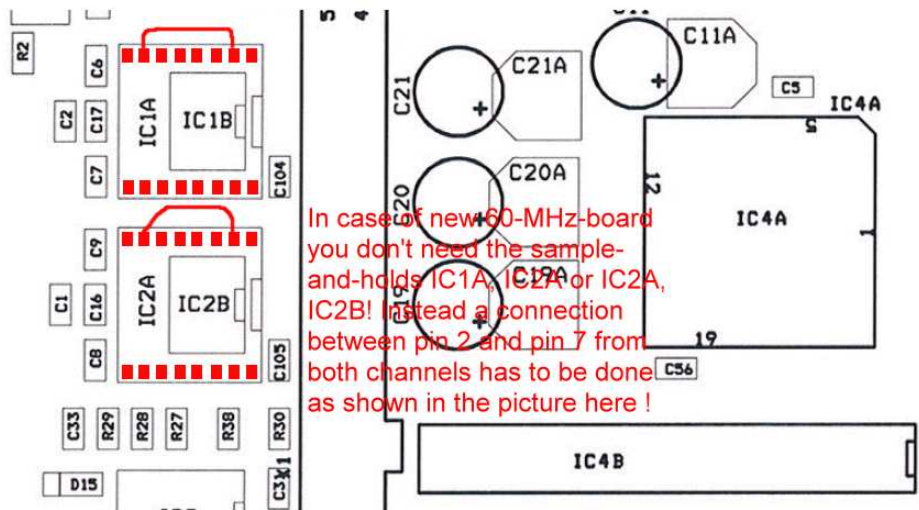 5
4
C11
R2
C6
C21A
C11A
C21
C5
IC4A
C2
C17
IC1A
IC1B
5
C7
C104
C20
C20A
12
IC4A
1
In case of new 60-MHz-board
you don't need the sample-
and-holds IC1A, IC2A or IC2A,
IC2B! Instead a connection
between pin 2 and pin 7 from
both channels has to be done
as shown in the picture here !
C9
C1
C16
IC2A
IC2B
C19
C19A
C8
C105
19
C56
C33
R29
R28
R27
R38
R30
IC4B
D15